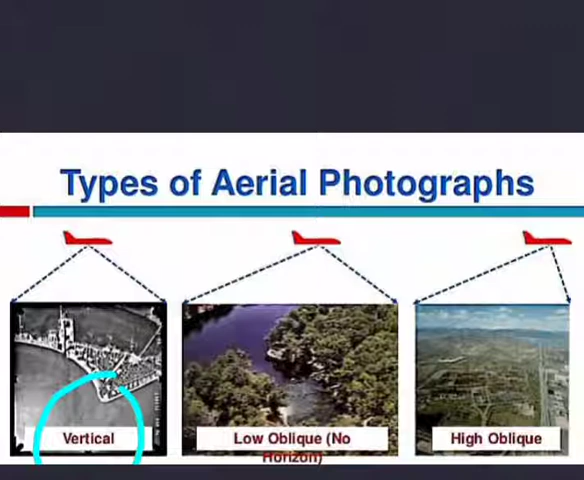 Types of Aerial Photographs
Vertical
Low Oblique (No
Horizon)
High Oblique